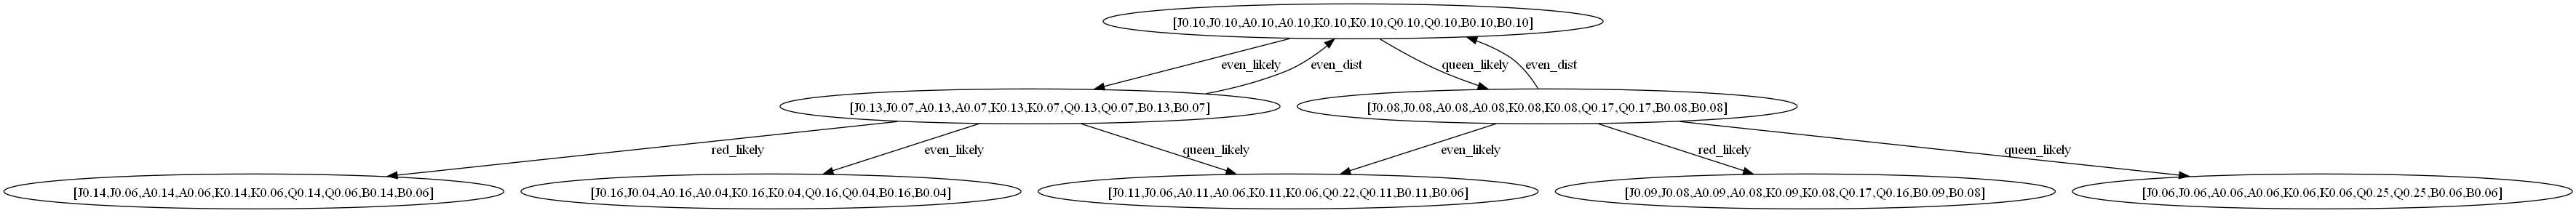 [J0.10,J0.10,A0.10,A0.10,K0.10,K0.10,Q0.10,Q0.10,B0.10,B0.10]
even_likely
even_dist
queen_likely
even_dist
[J0.13,J0.07,A0.13,A0.07,K0.13,K0.07,Q0.13,Q0.07,B0.13,B0.07]
[J0.08,J0.08,A0.08,A0.08,K0.08,K0.08,Q0.17,Q0.17,B0.08,B0.08]
red_likely
even_likely
queen_likely
even_likely
red_likely
queen_likely
[J0.14,J0.06,A0.14,A0.06,K0.14,K0.06,Q0.14,Q0.06,B0.14,B0.06]
[J0.16,J0.04,A0.16,A0.04,K0.16,K0.04,Q0.16,Q0.04,B0.16,B0.04]
[J0.11,J0.06,A0.11,A0.06,K0.11,K0.06,Q0.22,Q0.11,B0.11,B0.06]
[J0.09,J0.08,A0.09,A0.08,K0.09,K0.08,Q0.17,Q0.16,B0.09,B0.08]
[J0.06,J0.06,A0.06,A0.06,K0.06,K0.06,Q0.25,Q0.25,B0.06,B0.06]